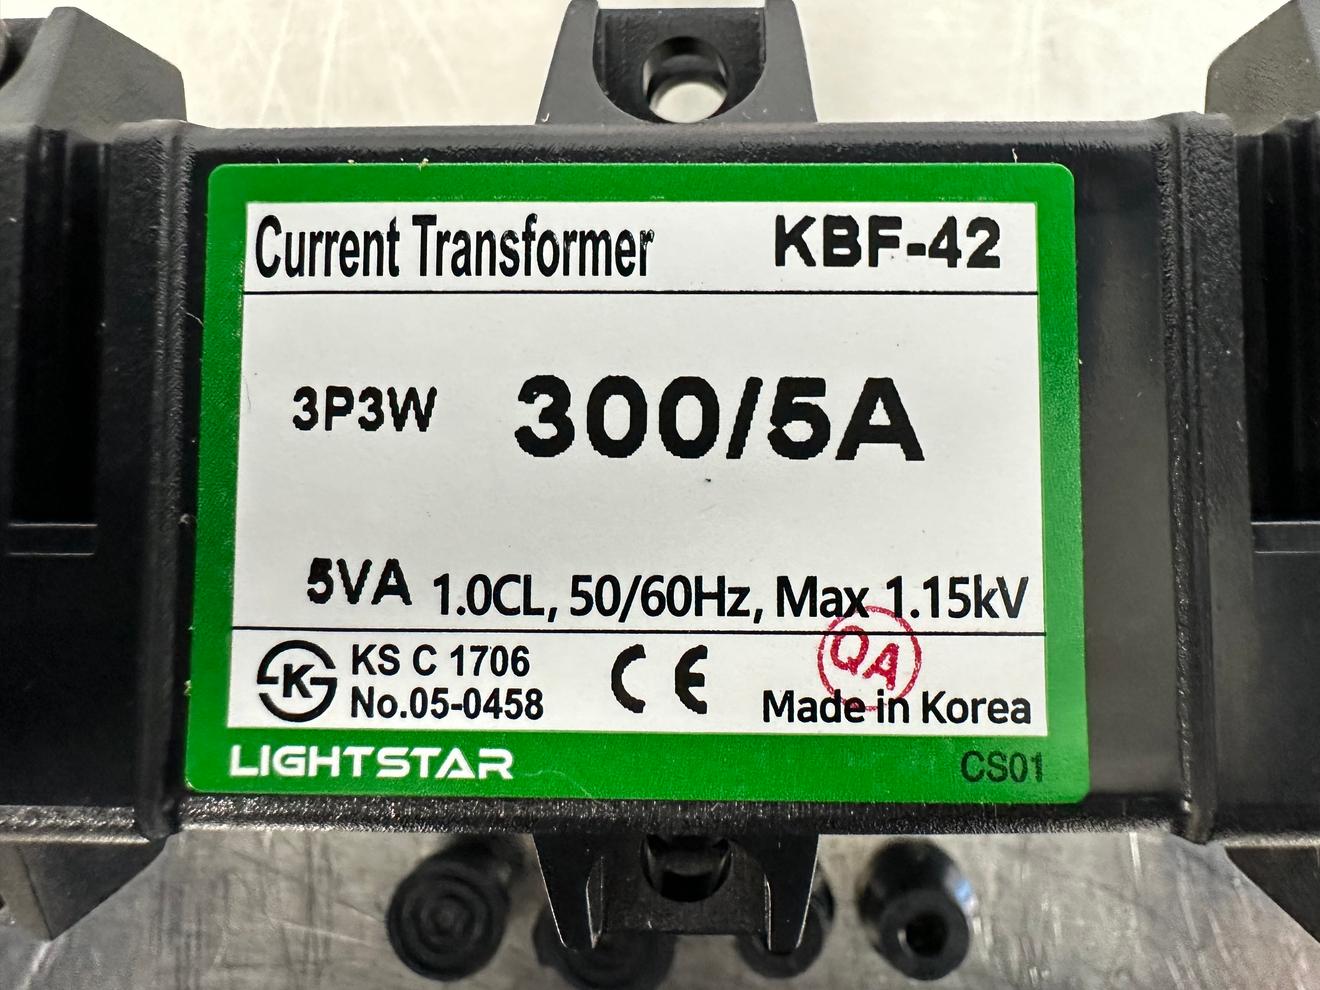 Current Transformer KBF-42
3P3W 300/5A
5VA 1.0CL, 50/60Hz, Max 1.15kV
K KS C 1706
No.05-0458
CE
QA
Made in Korea
LIGHTSTAR CS01